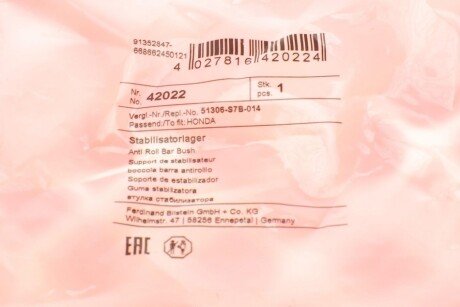 91352847-
668662450121
4 027816 420224
Nr.
No. 42022
Stk.
pcs. 1
Vergl.-Nr./Repl.-No. 51306-S7B-014
Passend./To fit: HONDA
Stabilisatorlager
Anti Roll Bar Bush
Support de stabilisateur
boccola barra antirollio
Soporte de estabilizador
Guma stabilizatora
втулка стабилизатора
Ferdinand Bilstein GmbH + Co. KG
Wilhelmstr. 47 | 58256 Ennepetal | Germany
EAC